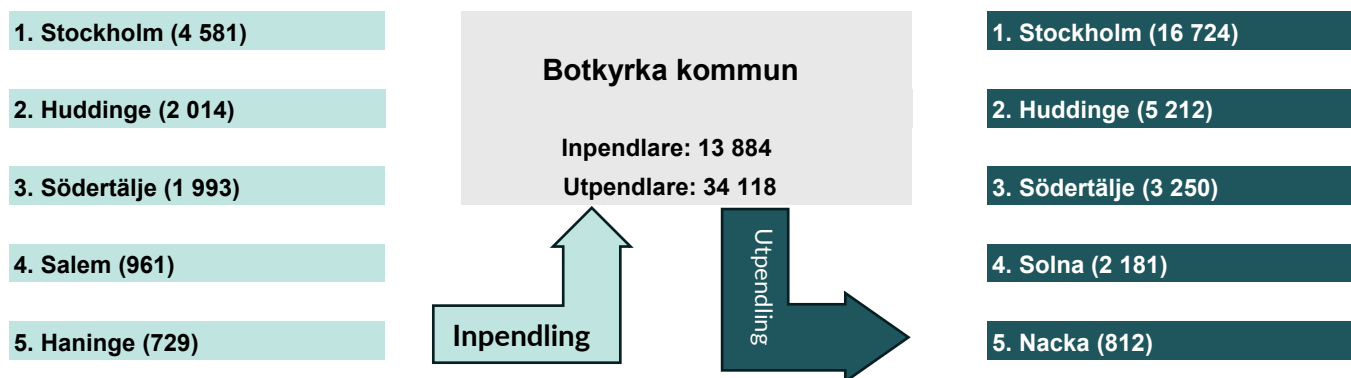 1. Stockholm (4 581)
2. Huddinge (2 014)
3. Södertälje (1 993)
4. Salem (961)
5. Haninge (729)
Botkyrka kommun
Inpendlare: 13 884
Utpendlare: 34 118
Inpendling
Utpendling
1. Stockholm (16 724)
2. Huddinge (5 212)
3. Södertälje (3 250)
4. Solna (2 181)
5. Nacka (812)